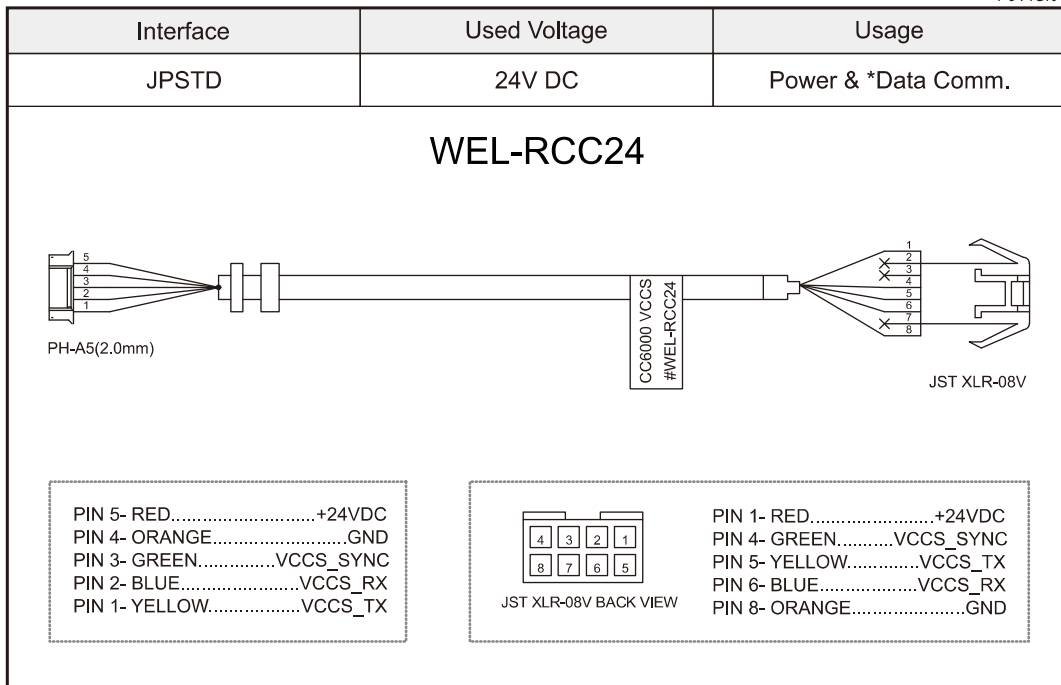 Interface Used Voltage Usage
JPSTD 24V DC Power & *Data Comm.
WEL-RCC24
5
4
3
2
1
PH-A5(2.0mm)
CC6000 VCCS
#WEL-RCC24
1
2
3
4
5
6
7
8
JST XLR-08V
PIN 5- RED..........................+24VDC
PIN 4- ORANGE........................GND
PIN 3- GREEN.............VCCS_SYNC
PIN 2- BLUE......................VCCS_RX
PIN 1- YELLOW.................VCCS_TX
4 3 2 1
8 7 6 5
JST XLR-08V BACK VIEW
PIN 1- RED.......................+24VDC
PIN 4- GREEN..........VCCS_SYNC
PIN 5- YELLOW.............VCCS_TX
PIN 6- BLUE..................VCCS_RX
PIN 8- ORANGE.....................GND